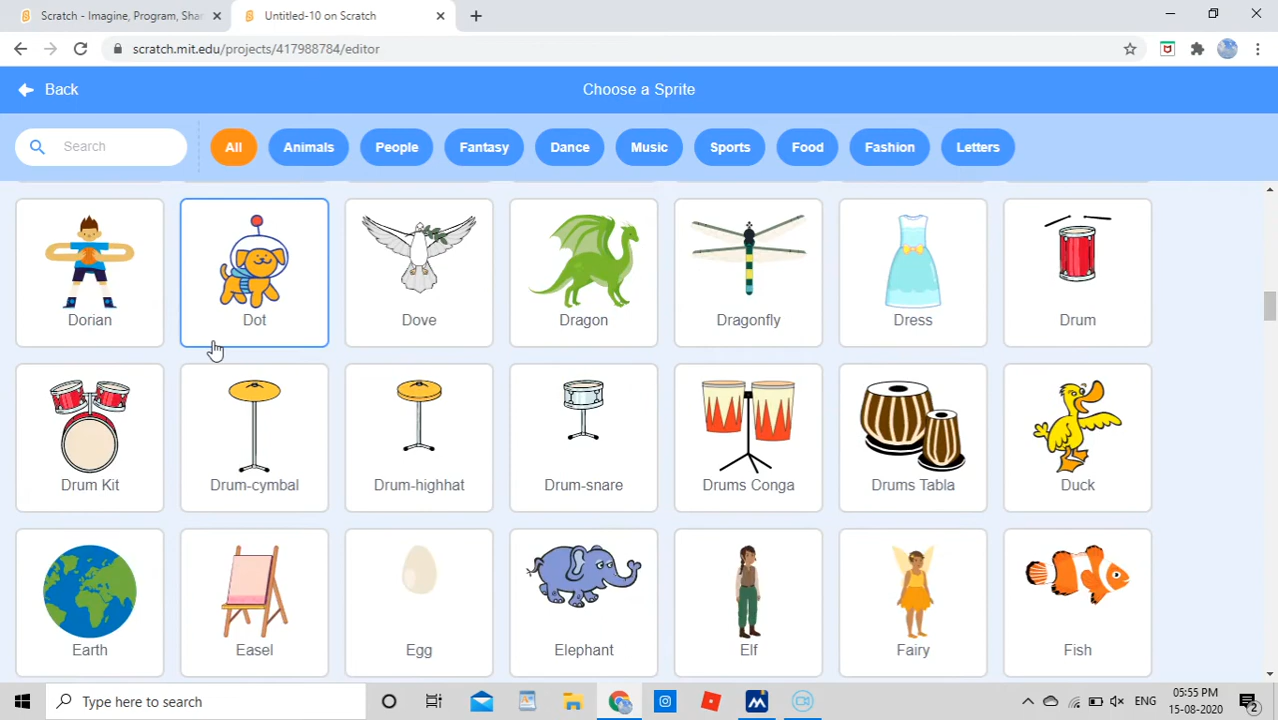 Scratch - Imagine, Program, Shar
Untitled-10 on Scratch
scratch.mit.edu/projects/417988784/editor
Back
Choose a Sprite
Search
All
Animals
People
Fantasy
Dance
Music
Sports
Food
Fashion
Letters
Dorian
Dot
Dove
Dragon
Dragonfly
Dress
Drum
Drum Kit
Drum-cymbal
Drum-highhat
Drum-snare
Drums Conga
Drums Tabla
Duck
Earth
Easel
Egg
Elephant
Elf
Fairy
Fish
Type here to search
ENG
05:55 PM
15-08-2020
2